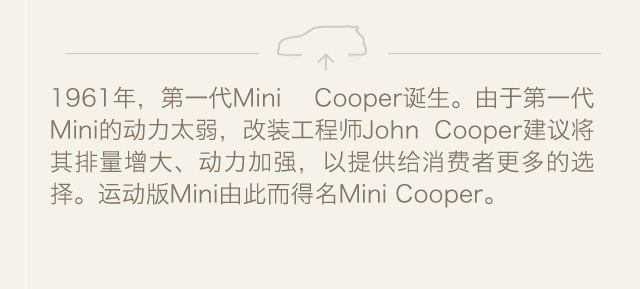 1961年，第一代Mini Cooper诞生。由于第一代
Mini的动力太弱，改装工程师John Cooper建议将
其排量增大、动力加强，以提供给消费者更多的选
择。运动版Mini由此而得名Mini Cooper。